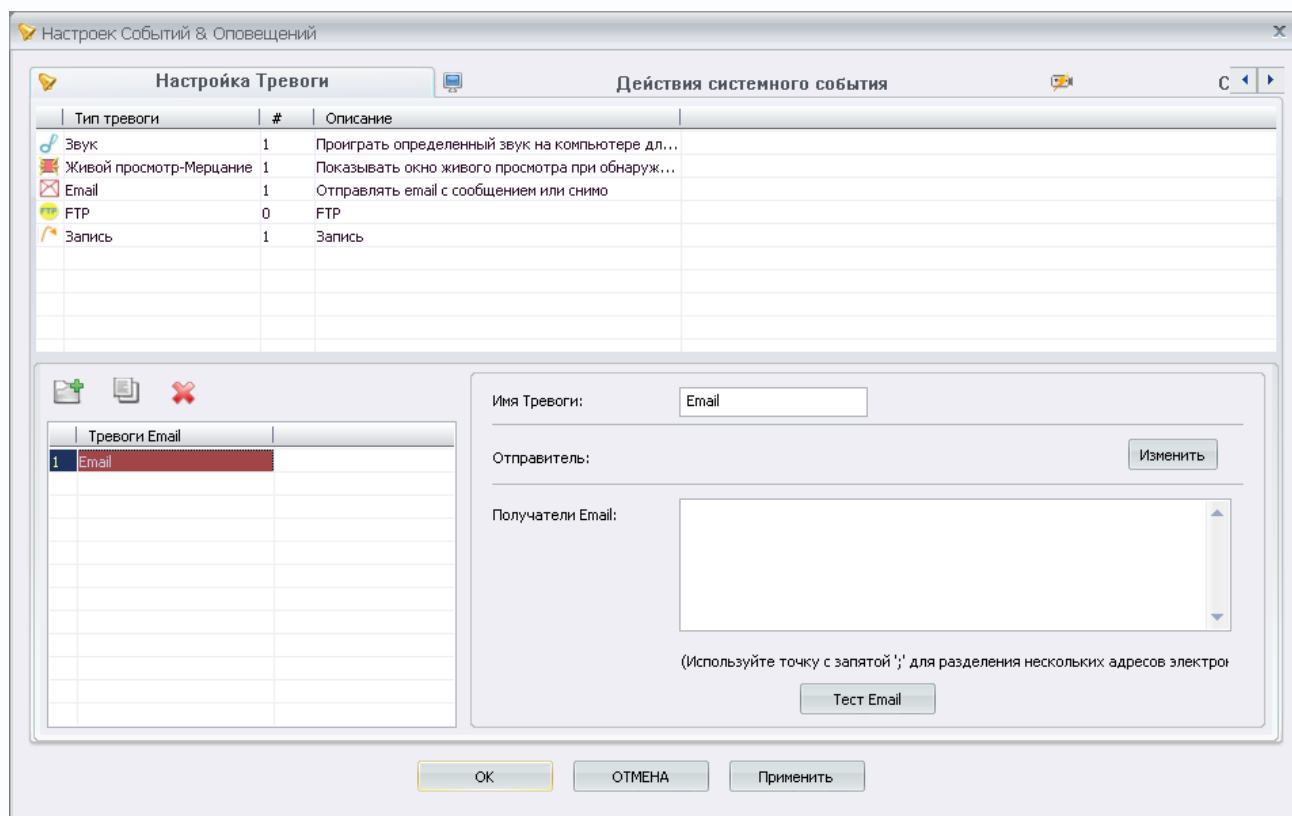 Настроек Событий & Оповещений
Настройка Тревоги
Действия системного события
С
Тип тревоги # Описание
Звук 1 Проиграть определенный звук на компьютере дл...
Живой просмотр-Мерцание 1 Показывать окно живого просмотра при обнаруж...
Email 1 Отправлять email с сообщением или снимо
FTP FTP 0 FTP
Запись 1 Запись
Имя Тревоги: Email
Тревоги Email
1 Email
Отправитель: Изменить
Получатели Email:
(Используйте точку с запятой ';' для разделения нескольких адресов электрон
Тест Email
OK ОТМЕНА Применить